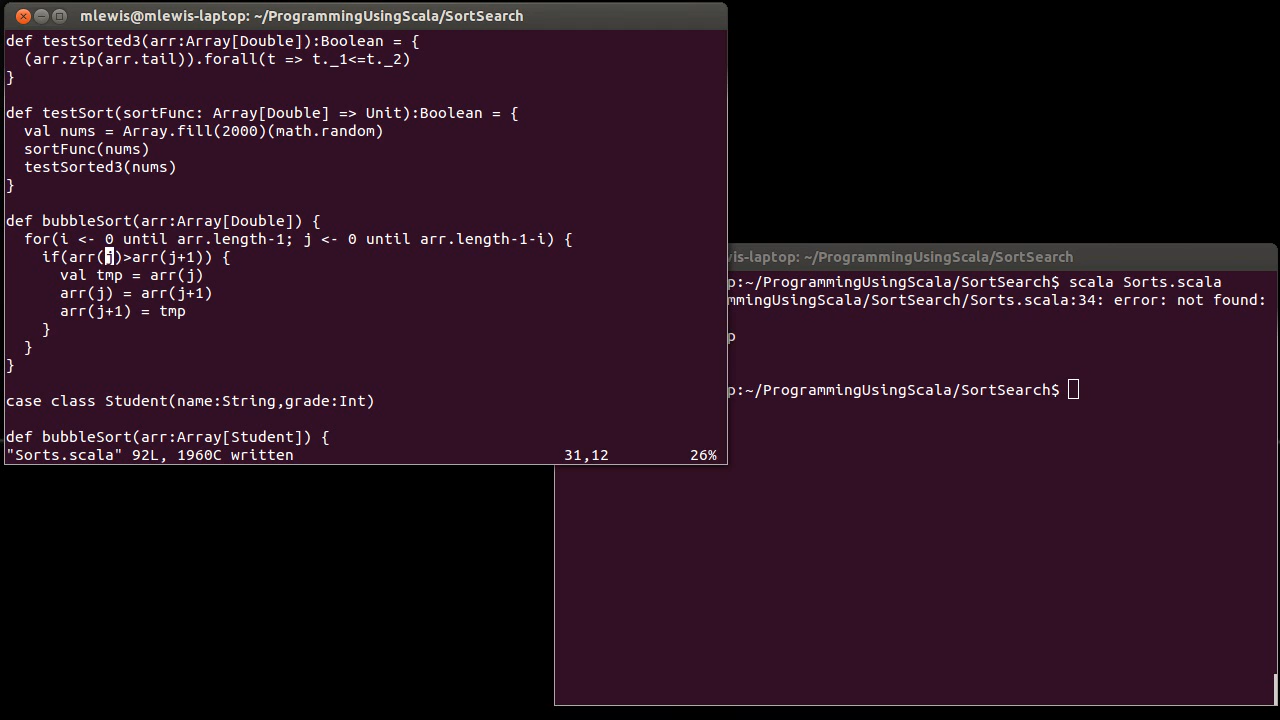 mlewis@mlewis-laptop: ~/ProgrammingUsingScala/SortSearch
def testSorted3(arr:Array[Double]):Boolean = {
  (arr.zip(arr.tail)).forall(t => t._1<=t._2)
}
def testSort(sortFunc: Array[Double] => Unit):Boolean = {
  val nums = Array.fill(2000)(math.random)
  sortFunc(nums)
  testSorted3(nums)
}
def bubbleSort(arr:Array[Double]) {
  for(i <- 0 until arr.length-1; j <- 0 until arr.length-1-i) {
    if(arr(j)>arr(j+1)) {
      val tmp = arr(j)
      arr(j) = arr(j+1)
      arr(j+1) = tmp
    }
  }
}
case class Student(name:String,grade:Int)
def bubbleSort(arr:Array[Student]) {
"Sorts.scala" 92L, 1960C written 31,12 26%
is-laptop: ~/ProgrammingUsingScala/SortSearch
p:~/ProgrammingUsingScala/SortSearch$ scala Sorts.scala
mmingUsingScala/SortSearch/Sorts.scala:34: error: not found:
p
p:~/ProgrammingUsingScala/SortSearch$